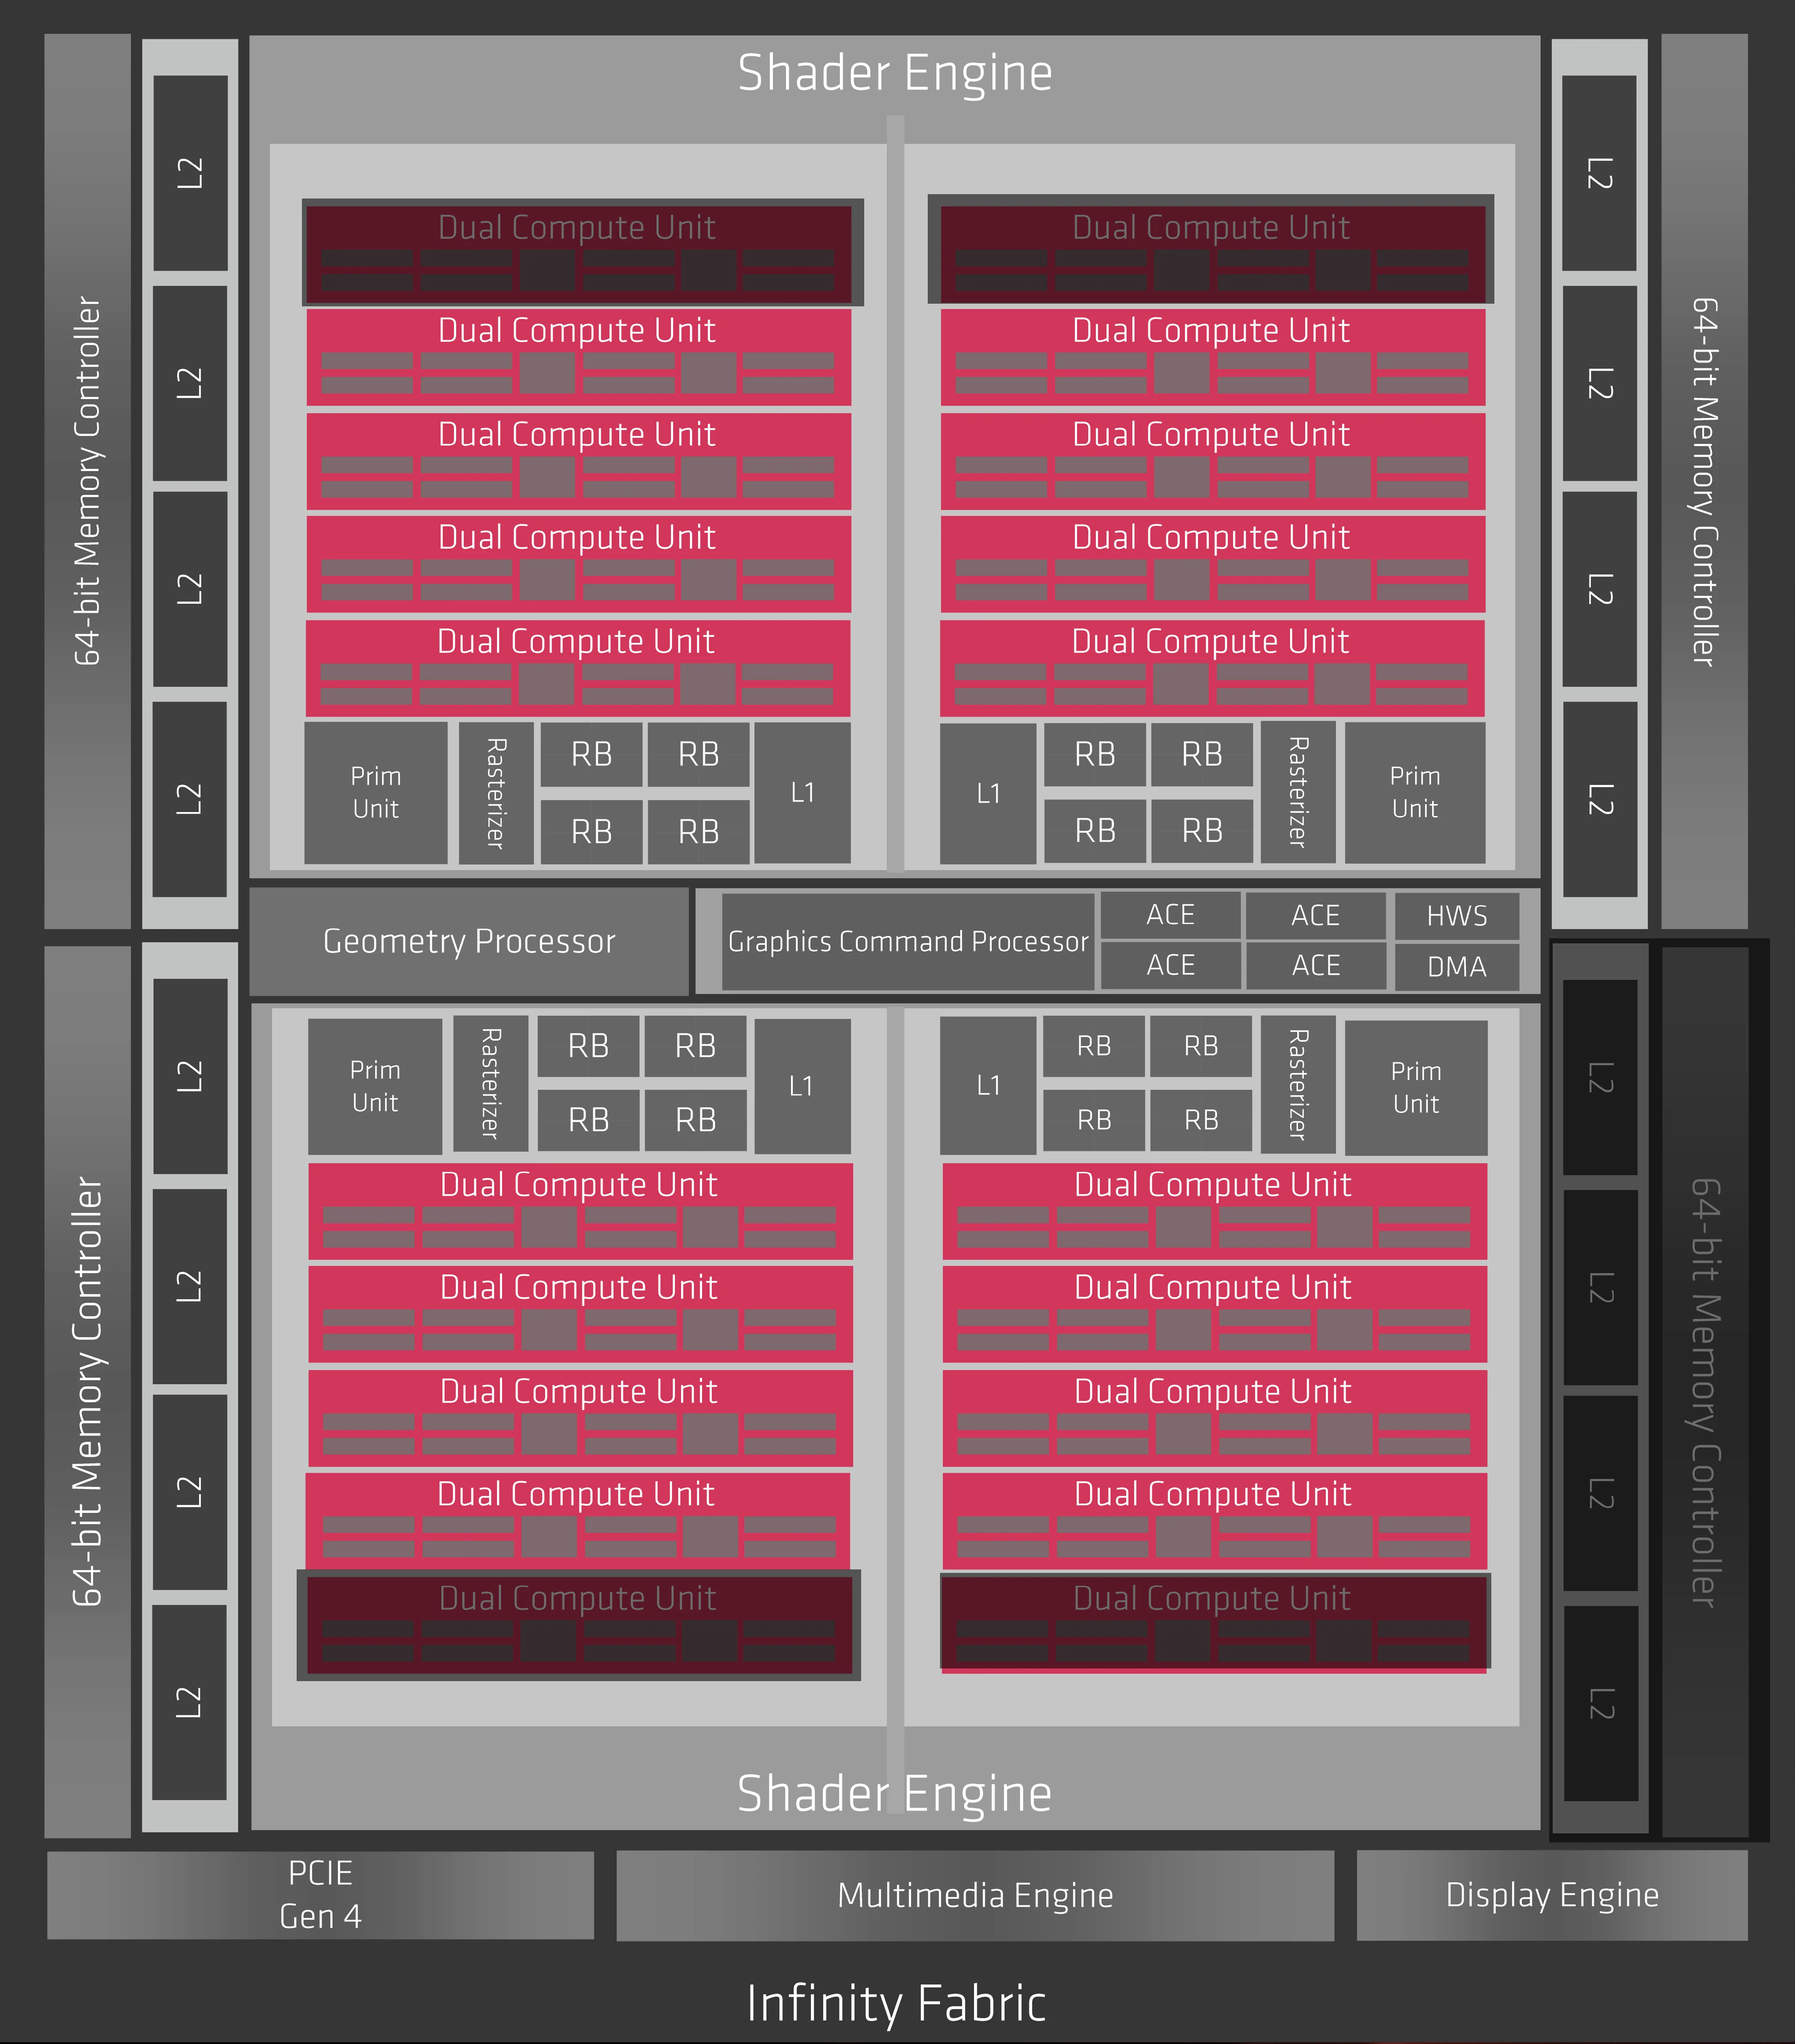 Shader Engine
64-bit Memory Controller
L2
L2
L2
L2
Dual Compute Unit
Dual Compute Unit
Dual Compute Unit
Dual Compute Unit
Dual Compute Unit
Prim
Unit
Rasterizer
RB RB
RB RB
L1
Dual Compute Unit
Dual Compute Unit
Dual Compute Unit
Dual Compute Unit
Dual Compute Unit
L1
RB RB
RB RB
Rasterizer
Prim
Unit
L2
L2
L2
L2
64-bit Memory Controller
Geometry Processor
Graphics Command Processor
ACE ACE HWS
ACE ACE DMA
64-bit Memory Controller
L2
L2
L2
L2
Prim
Unit
Rasterizer
RB RB
RB RB
L1
Dual Compute Unit
Dual Compute Unit
Dual Compute Unit
Dual Compute Unit
Dual Compute Unit
L1
RB RB
RB RB
Rasterizer
Prim
Unit
Dual Compute Unit
Dual Compute Unit
Dual Compute Unit
Dual Compute Unit
Dual Compute Unit
L2
L2
L2
L2
64-bit Memory Controller
Shader Engine
PCIE
Gen 4
Multimedia Engine
Display Engine
Infinity Fabric